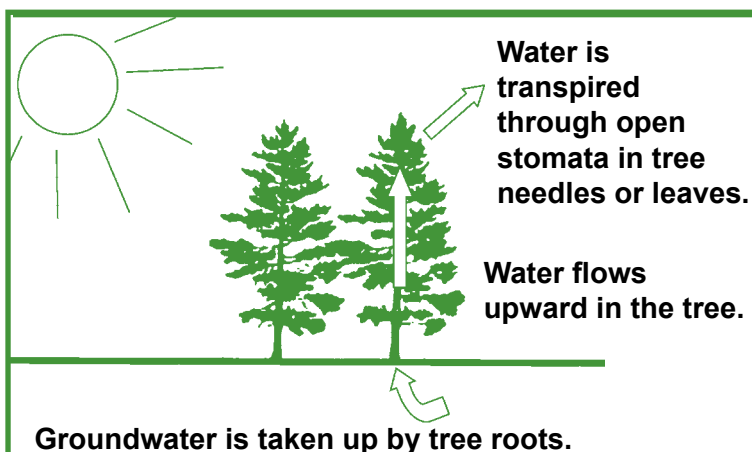 Water is
transpired
through open
stomata in tree
needles or leaves.
Water flows
upward in the tree.
Groundwater is taken up by tree roots.